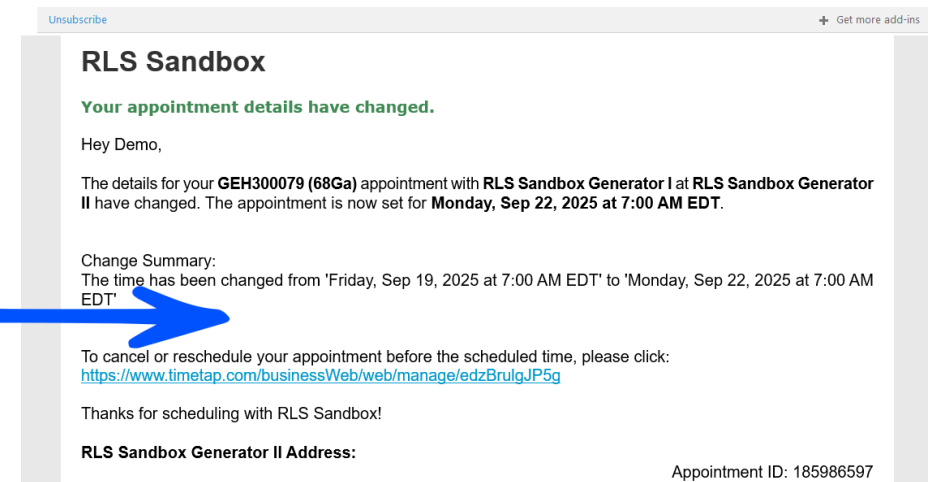 Unsubscribe
+ Get more add-ins
RLS Sandbox
Your appointment details have changed.
Hey Demo,
The details for your GEH300079 (68Ga) appointment with RLS Sandbox Generator I at RLS Sandbox Generator
II have changed. The appointment is now set for Monday, Sep 22, 2025 at 7:00 AM EDT.
Change Summary:
The time has been changed from 'Friday, Sep 19, 2025 at 7:00 AM EDT' to 'Monday, Sep 22, 2025 at 7:00 AM
EDT'
To cancel or reschedule your appointment before the scheduled time, please click:
https://www.timetap.com/businessWeb/web/manage/edzBrulgJP5g
Thanks for scheduling with RLS Sandbox!
RLS Sandbox Generator II Address:
Appointment ID: 185986597